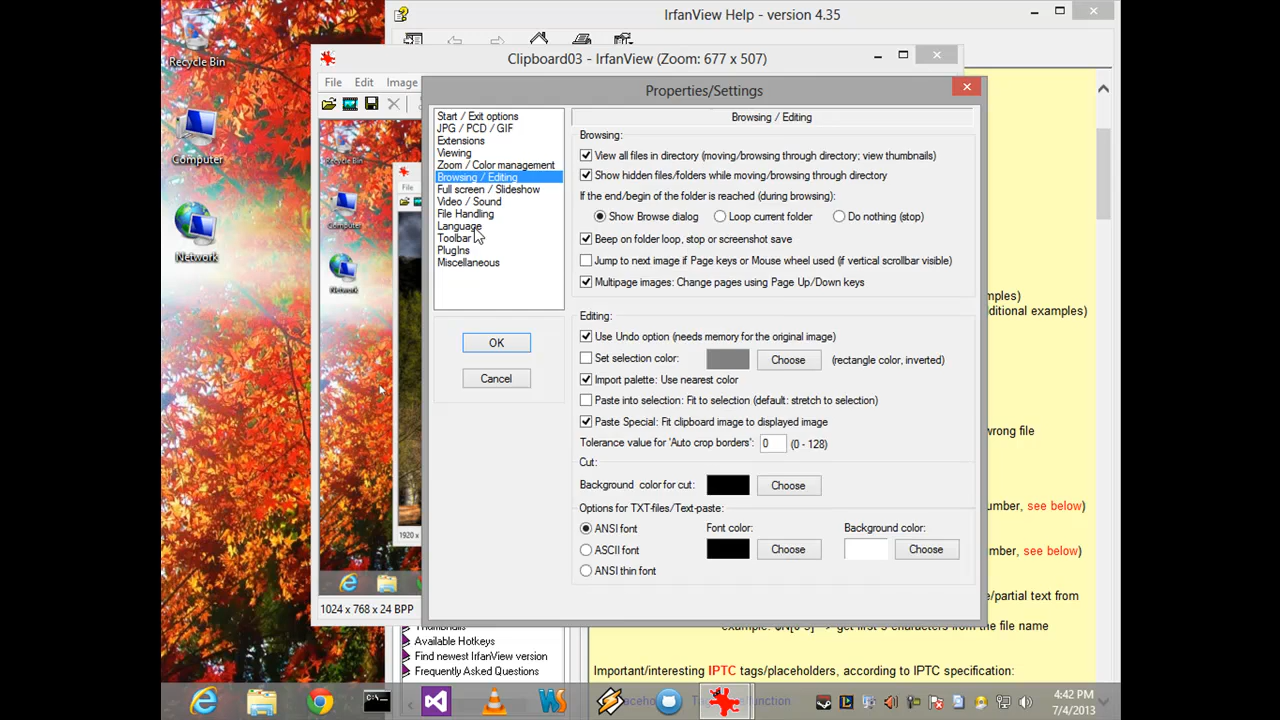 IrfanView Help - version 4.35
Recycle Bin
Computer
Network
Clipboard03 - IrfanView (Zoom: 677 x 507)
File Edit Image
Properties/Settings
Start / Exit options
JPG / PCD / GIF
Extensions
Viewing
Zoom / Color management
Browsing / Editing
Full screen / Slideshow
Video / Sound
File Handling
Language
Toolbar
PlugIns
Miscellaneous
OK
Cancel
Browsing / Editing
Browsing:
View all files in directory (moving/browsing through directory; view thumbnails)
Show hidden files/folders while moving/browsing through directory
If the end/begin of the folder is reached (during browsing):
Show Browse dialog Loop current folder Do nothing (stop)
Beep on folder loop, stop or screenshot save
Jump to next image if Page keys or Mouse wheel used (if vertical scrollbar visible)
Multipage images: Change pages using Page Up/Down keys
Editing:
Use Undo option (needs memory for the original image)
Set selection color: Choose (rectangle color, inverted)
Import palette: Use nearest color
Paste into selection: Fit to selection (default: stretch to selection)
Paste Special: Fit clipboard image to displayed image
Tolerance value for 'Auto crop borders': 0 (0 - 128)
Cut:
Background color for cut: Choose
Options for TXT-files/Text-paste:
ANSI font Font color: Background color:
ASCII font Choose Choose
ANSI thin font
Recycle Bin
Computer
Network
File
1920 x
1024 x 768 x 24 BPP
mples)
ditional examples)
wrong file
umber, see below)
umber, see below)
e/partial text from
the file name
Important/interesting IPTC tags/placeholders, according to IPTC specification:
Available Hotkeys
Find newest IrfanView version
Frequently Asked Questions
4:42 PM
7/4/2013